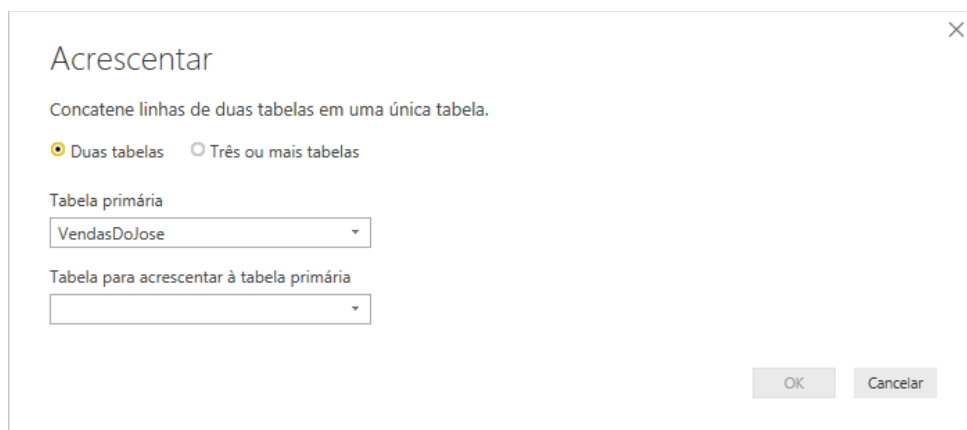 Acrescentar
Concatene linhas de duas tabelas em uma única tabela.
Duas tabelas Três ou mais tabelas
Tabela primária
VendasDoJose
Tabela para acrescentar à tabela primária
OK Cancelar